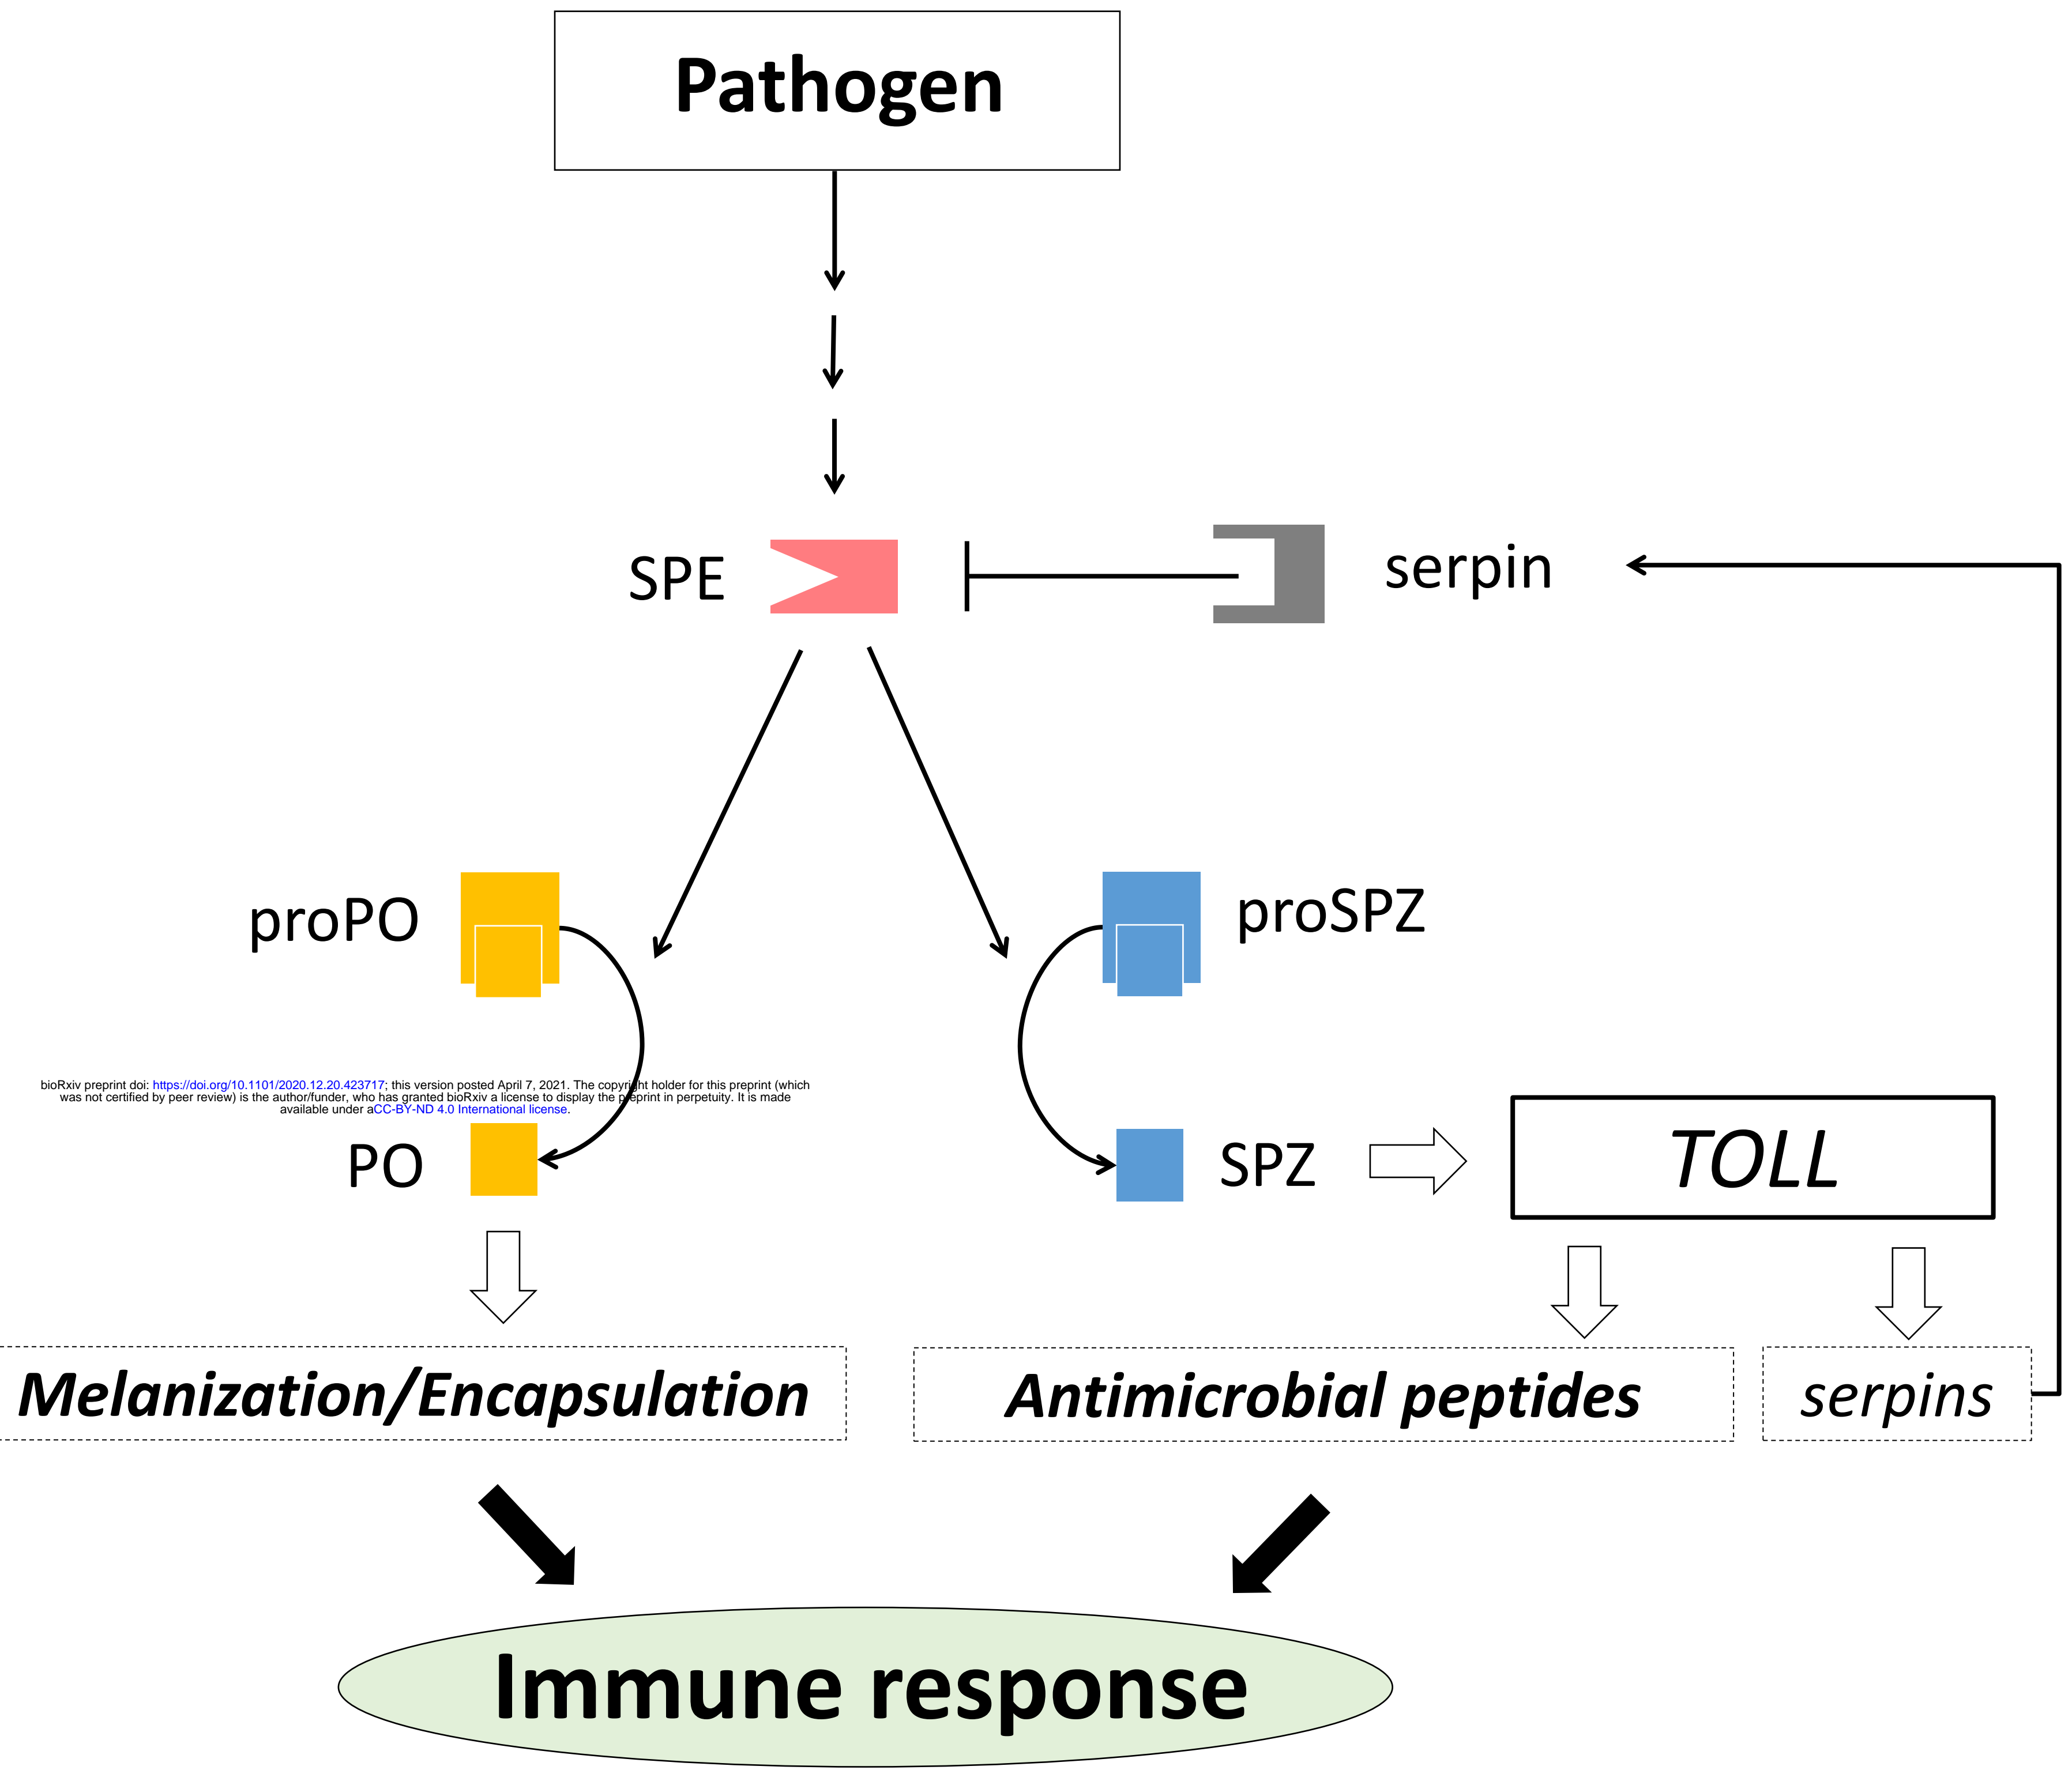 Pathogen
SPE
serpin
proPO
proSPZ
bioRxiv preprint doi: https://doi.org/10.1101/2020.12.20.423717; this version posted April 7, 2021. The copyright holder for this preprint (which
was not certified by peer review) is the author/funder, who has granted bioRxiv a license to display the preprint in perpetuity. It is made
available under aCC-BY-ND 4.0 International license.
PO
SPZ
TOLL
Melanization/Encapsulation
Antimicrobial peptides
serpins
Immune response